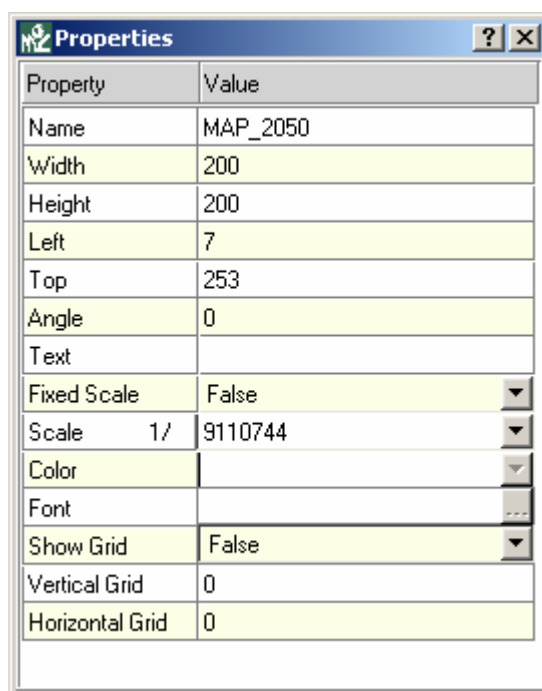 Properties
Property Value
Name MAP_2050
Width 200
Height 200
Left 7
Top 253
Angle 0
Text
Fixed Scale False
Scale 1/ 9110744
Color
Font ...
Show Grid False
Vertical Grid 0
Horizontal Grid 0